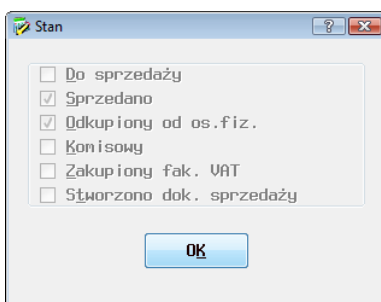 Stan
Do sprzedaży
Sprzedano
Odkupiony od os.fiz.
Komisowy
Zakupiony fak. VAT
Stworzono dok. sprzedaży
OK